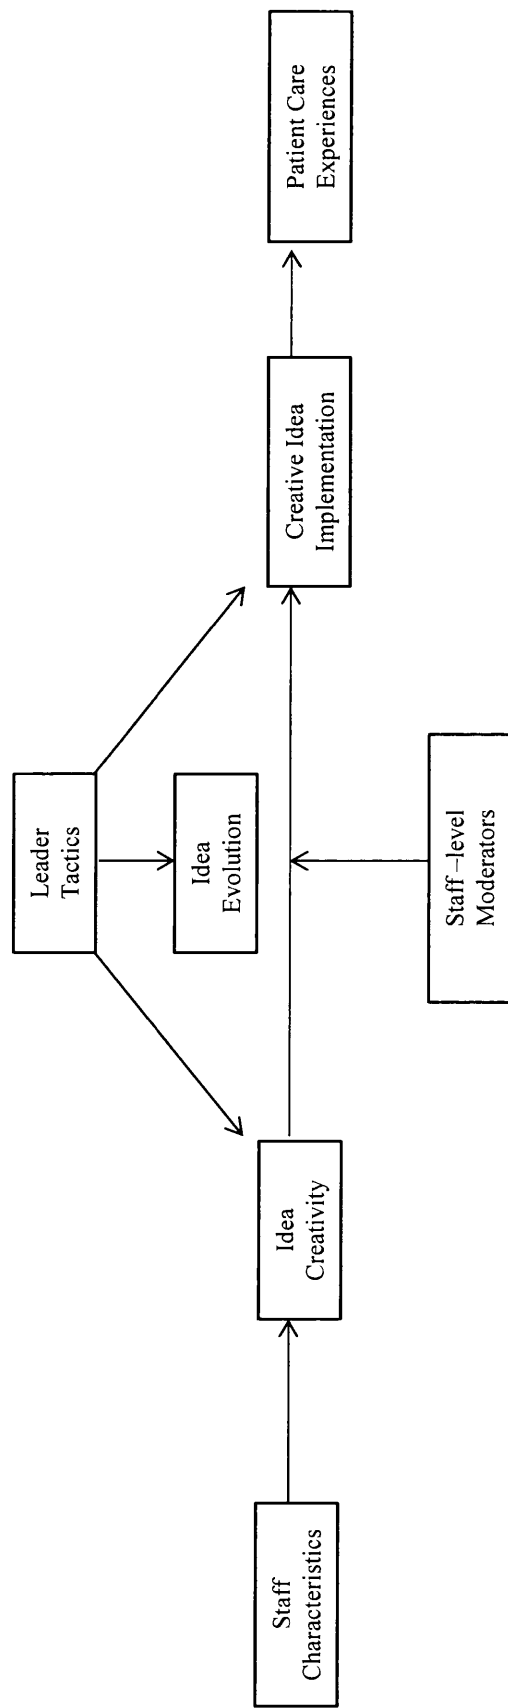 Staff
Characteristics
Idea
Creativity
Leader
Tactics
Idea
Evolution
Staff–level
Moderators
Creative Idea
Implementation
Patient Care
Experiences